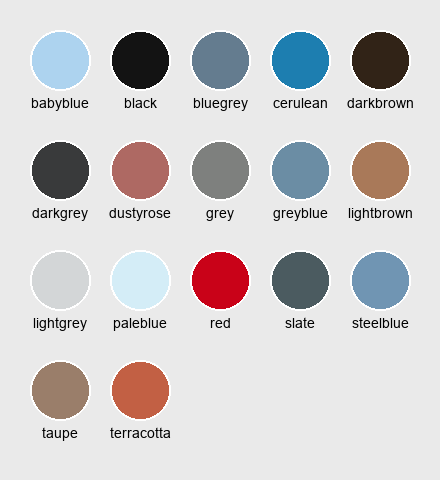 babyblue black bluegrey cerulean darkbrown
darkgrey dustyrose grey greyblue lightbrown
lightgrey paleblue red slate steelblue
taupe terracotta